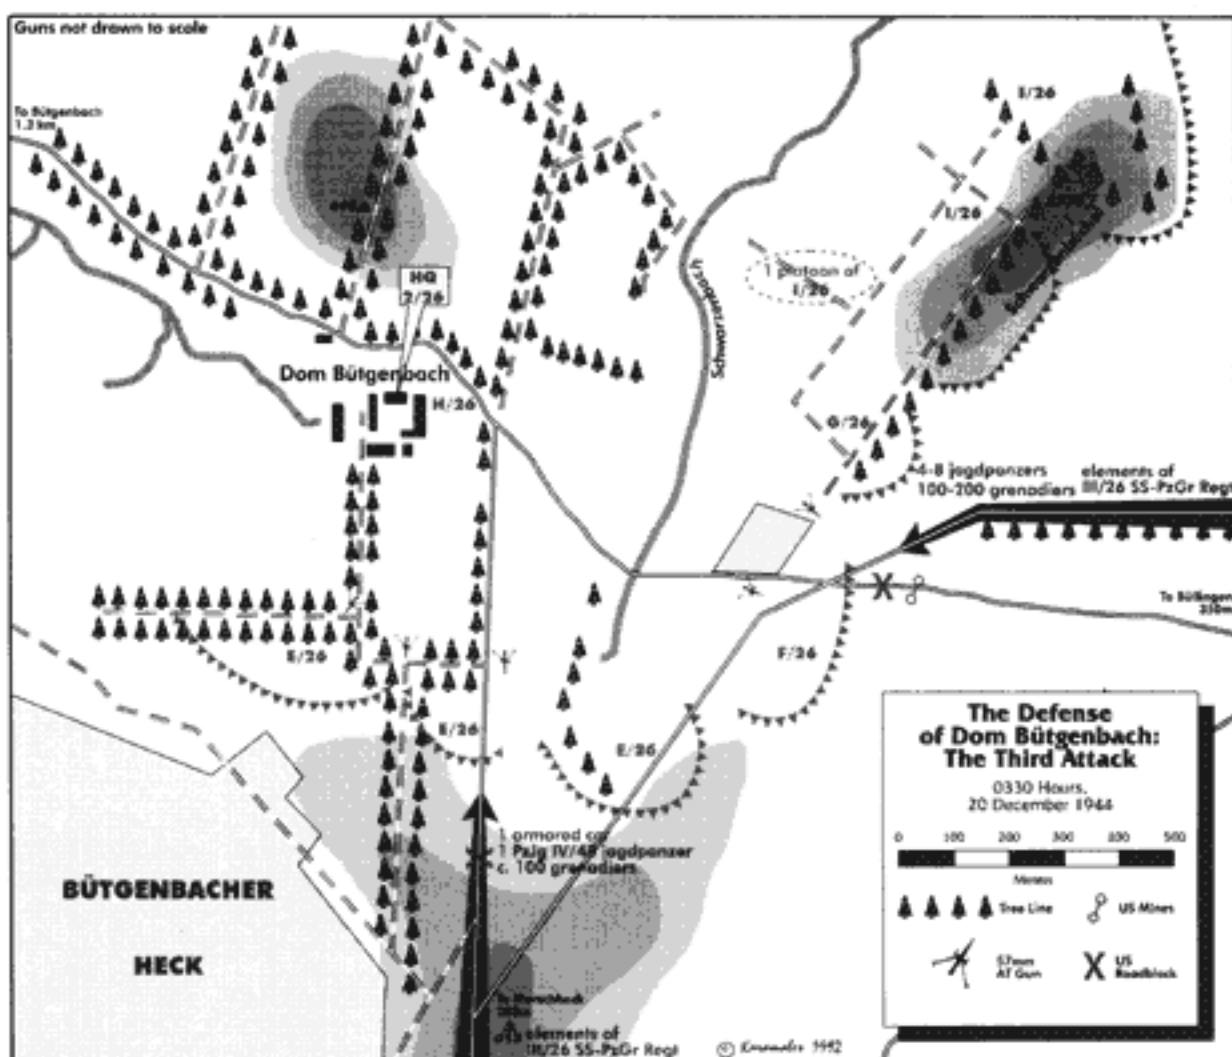 Guns not drawn to scale
To Bütgenbach
1.2 km
I/26
I/26
1 platoon of
I/26
HQ
2/26
Schwarzenbach
Dom Bütgenbach
H/26
G/26
4-8 jagdpanzers
100-200 grenadiers
elements of
III/26 SS-PzGr Regt
To Büllingen
E/26
F/26
E/26
E/26
1 armored car
1 PzJg IV/48 jagdpanzer
c. 100 grenadiers
BÜTGENBACHER
HECK
elements of
III/26 SS-PzGr Regt
1992
The Defense
of Dom Bütgenbach:
The Third Attack
0330 Hours,
20 December 1944
0 100 200 300 400 500
Meters
Tree Line
US Mines
57mm
AT Gun
US
Roadblock